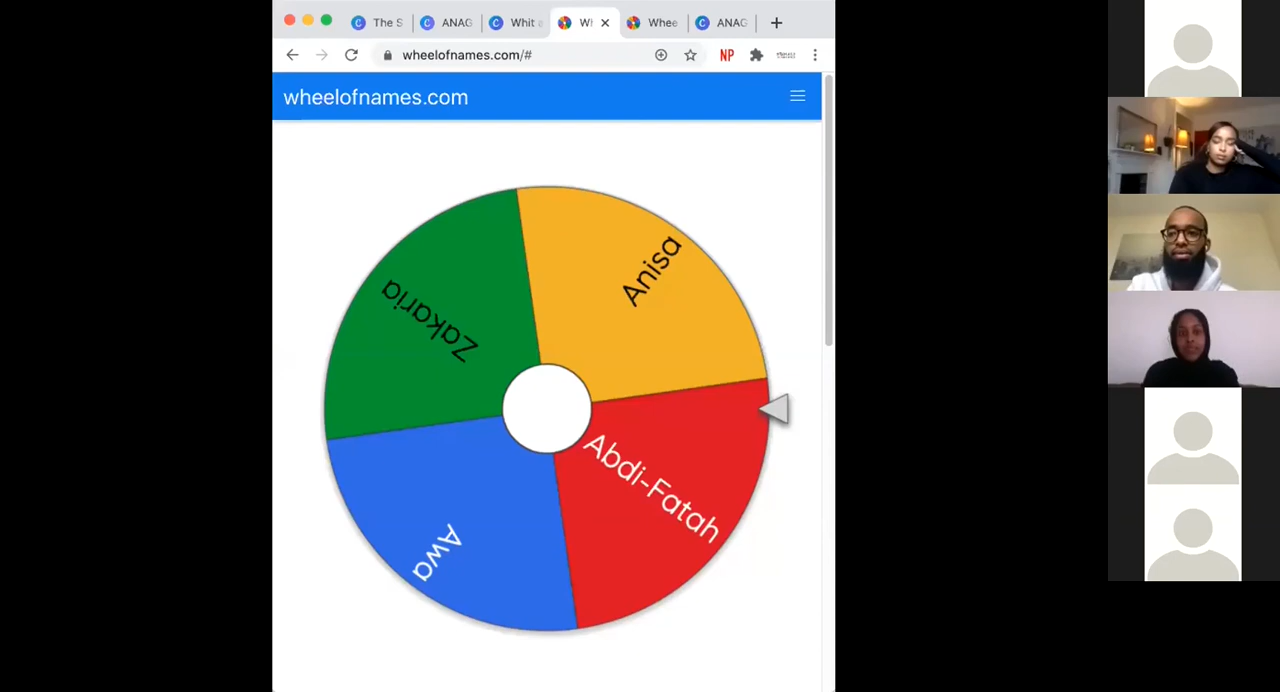 The S
ANAG
Whit
Wh
Whee
ANAG
wheelofnames.com/#
NP
wheelofnames.com
Anisa
Zakaria
Abdi-Fatah
Awa